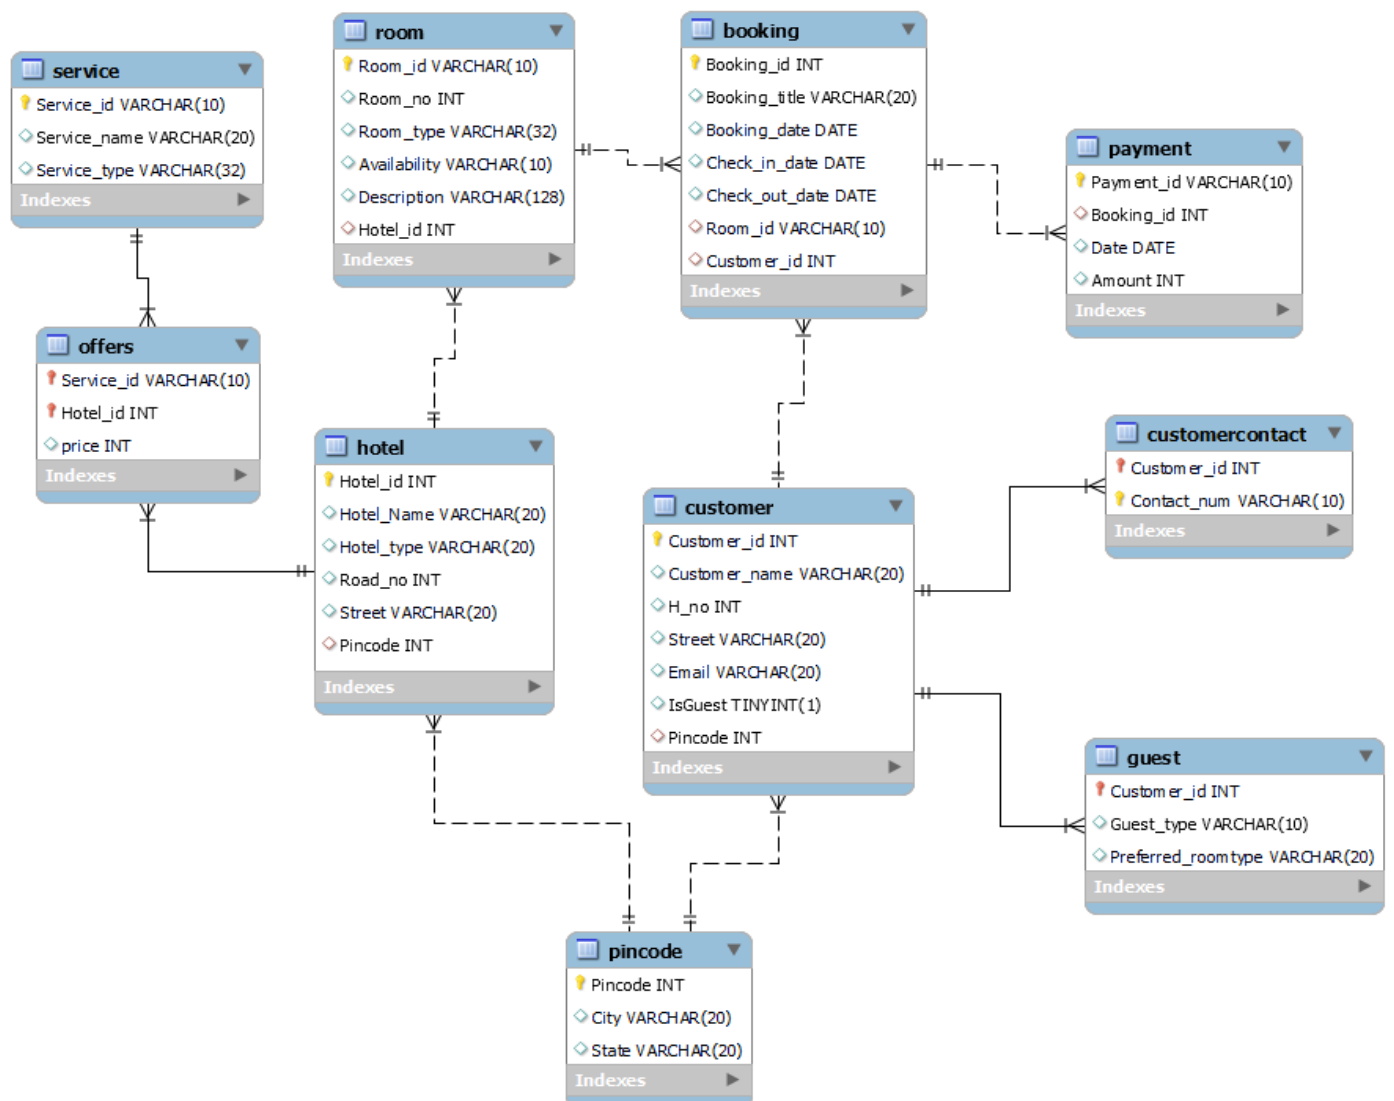 service
Service_id VARCHAR(10)
Service_name VARCHAR(20)
Service_type VARCHAR(32)
Indexes
room
Room_id VARCHAR(10)
Room_no INT
Room_type VARCHAR(32)
Availability VARCHAR(10)
Description VARCHAR(128)
Hotel_id INT
Indexes
booking
Booking_id INT
Booking_title VARCHAR(20)
Booking_date DATE
Check_in_date DATE
Check_out_date DATE
Room_id VARCHAR(10)
Customer_id INT
Indexes
payment
Payment_id VARCHAR(10)
Booking_id INT
Date DATE
Amount INT
Indexes
offers
Service_id VARCHAR(10)
Hotel_id INT
price INT
Indexes
hotel
Hotel_id INT
Hotel_Name VARCHAR(20)
Hotel_type VARCHAR(20)
Road_no INT
Street VARCHAR(20)
Pincode INT
Indexes
customer
Customer_id INT
Customer_name VARCHAR(20)
H_no INT
Street VARCHAR(20)
Email VARCHAR(20)
IsGuest TINYINT(1)
Pincode INT
Indexes
customercontact
Customer_id INT
Contact_num VARCHAR(10)
Indexes
guest
Customer_id INT
Guest_type VARCHAR(10)
Preferred_roomtype VARCHAR(20)
Indexes
pincode
Pincode INT
City VARCHAR(20)
State VARCHAR(20)
Indexes